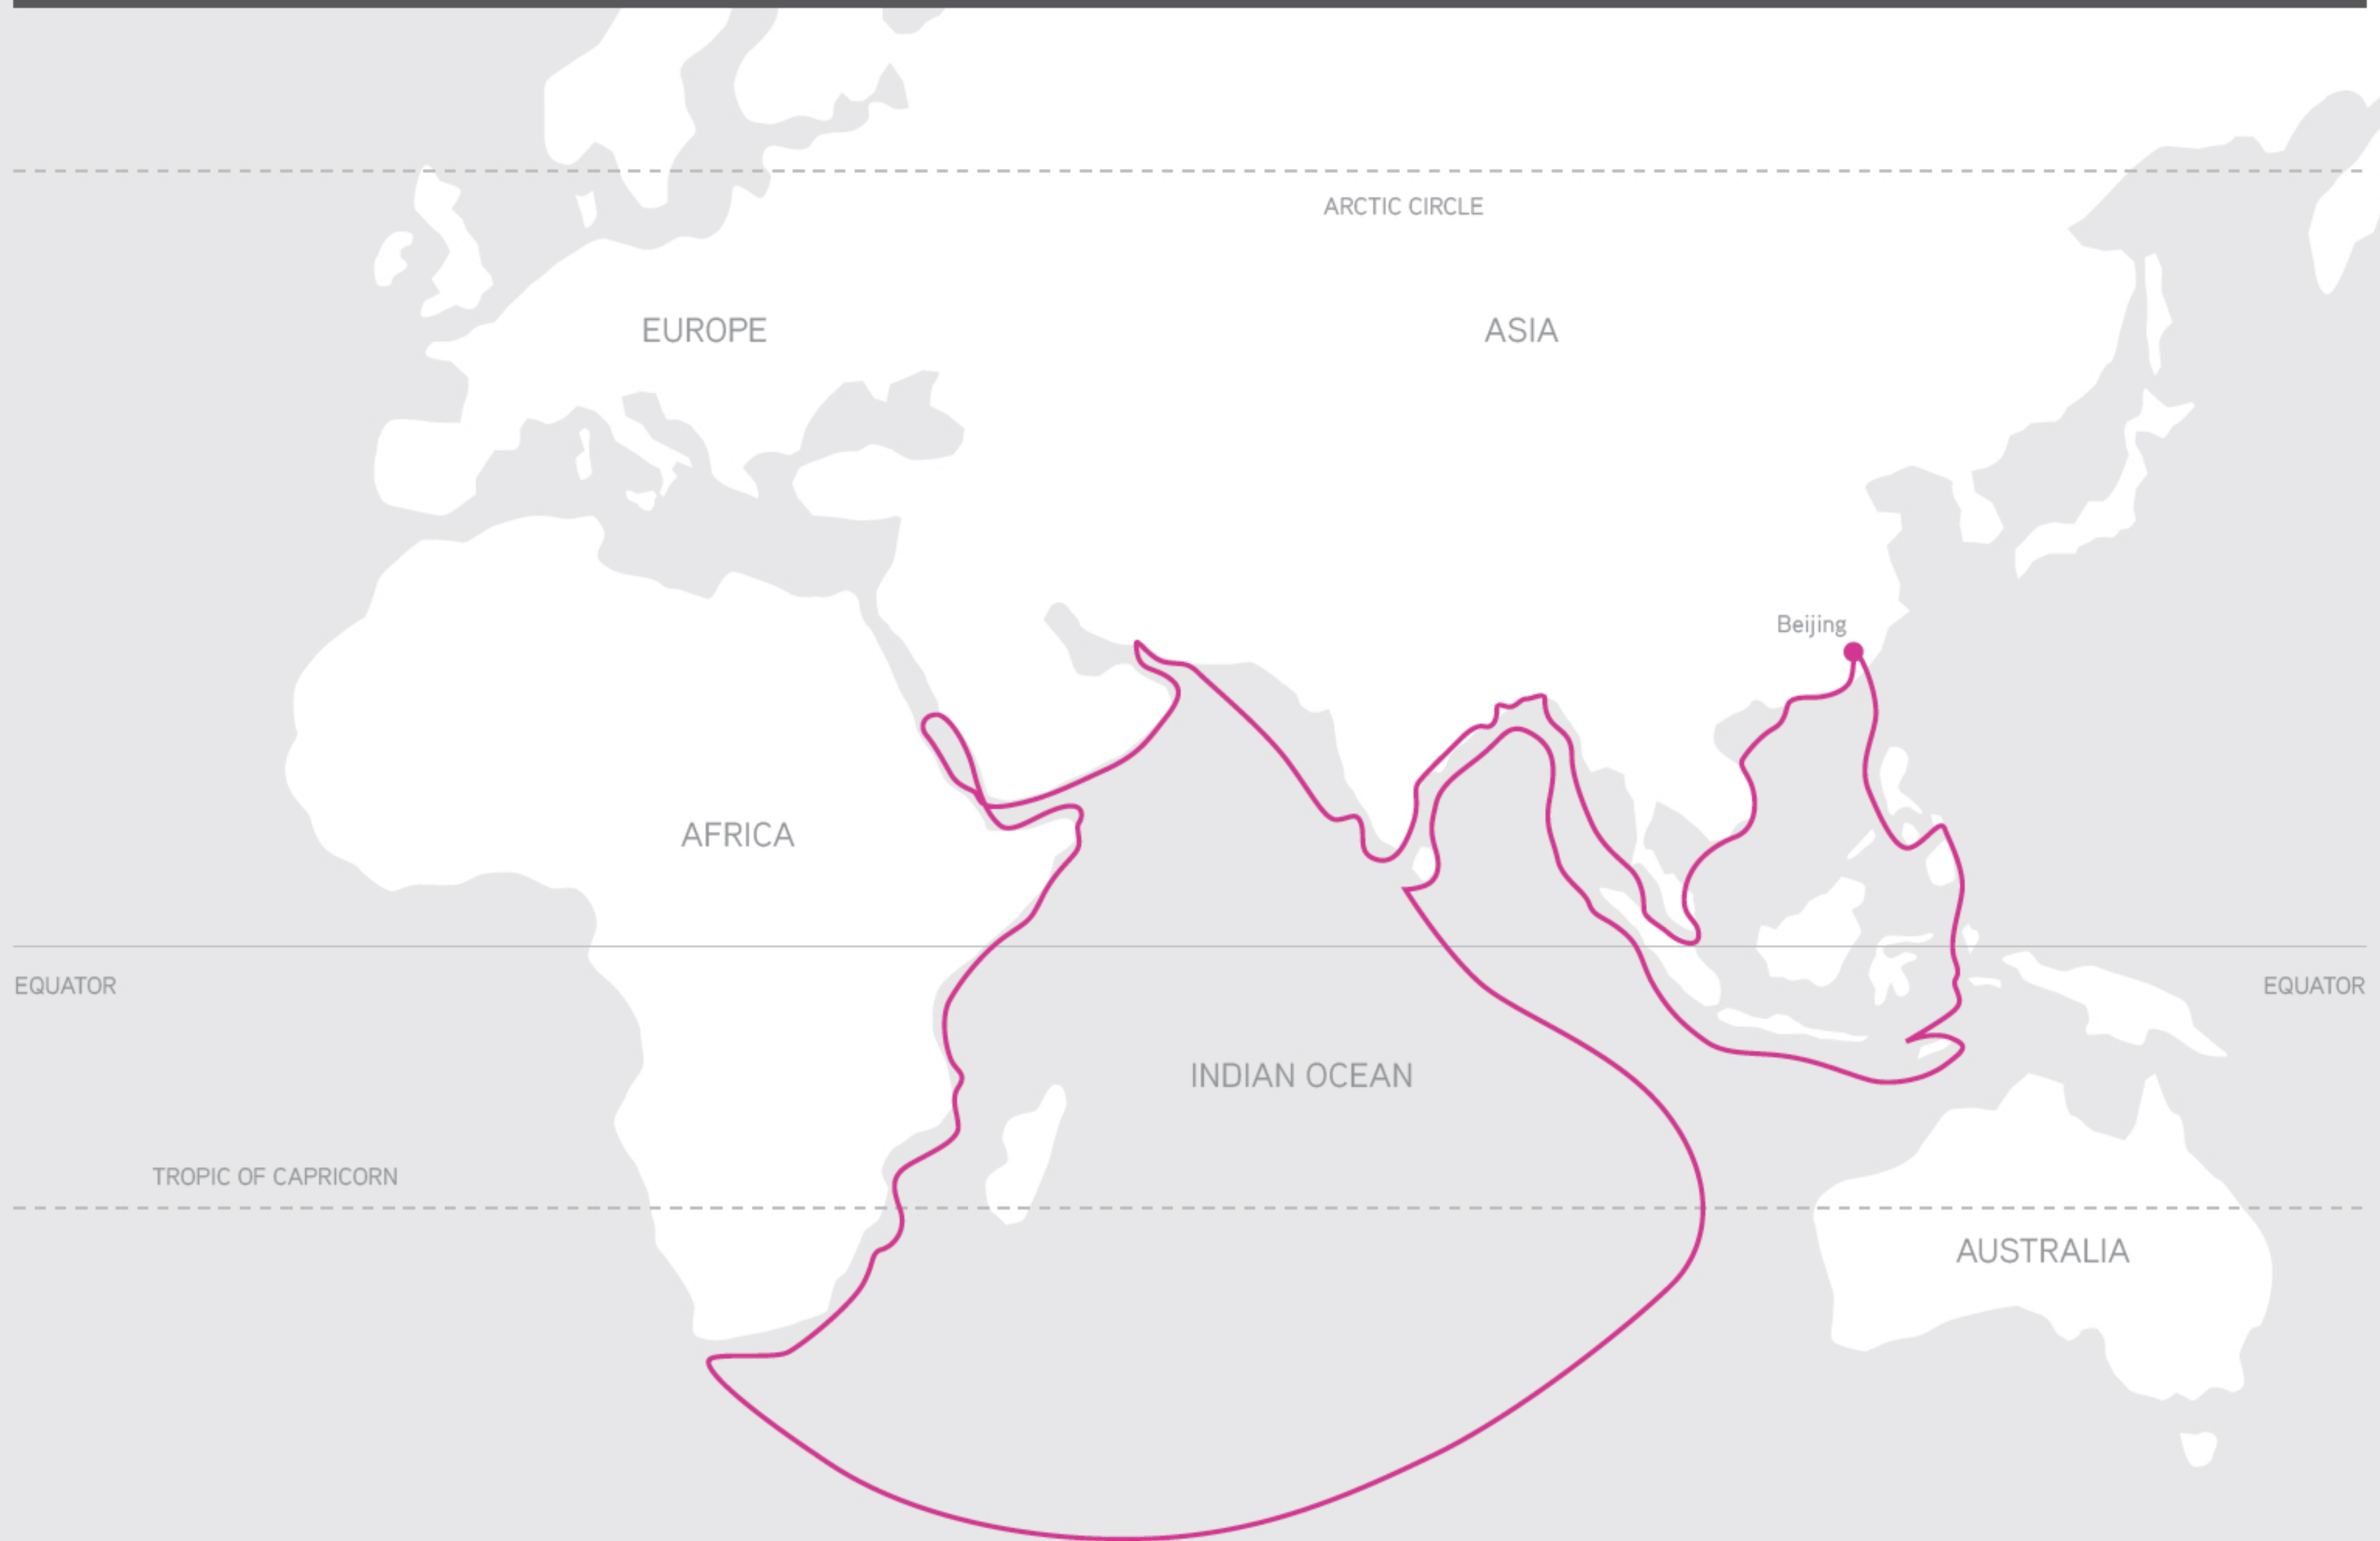 ARCTIC CIRCLE
EUROPE
ASIA
Beijing
AFRICA
EQUATOR
EQUATOR
INDIAN OCEAN
TROPIC OF CAPRICORN
AUSTRALIA